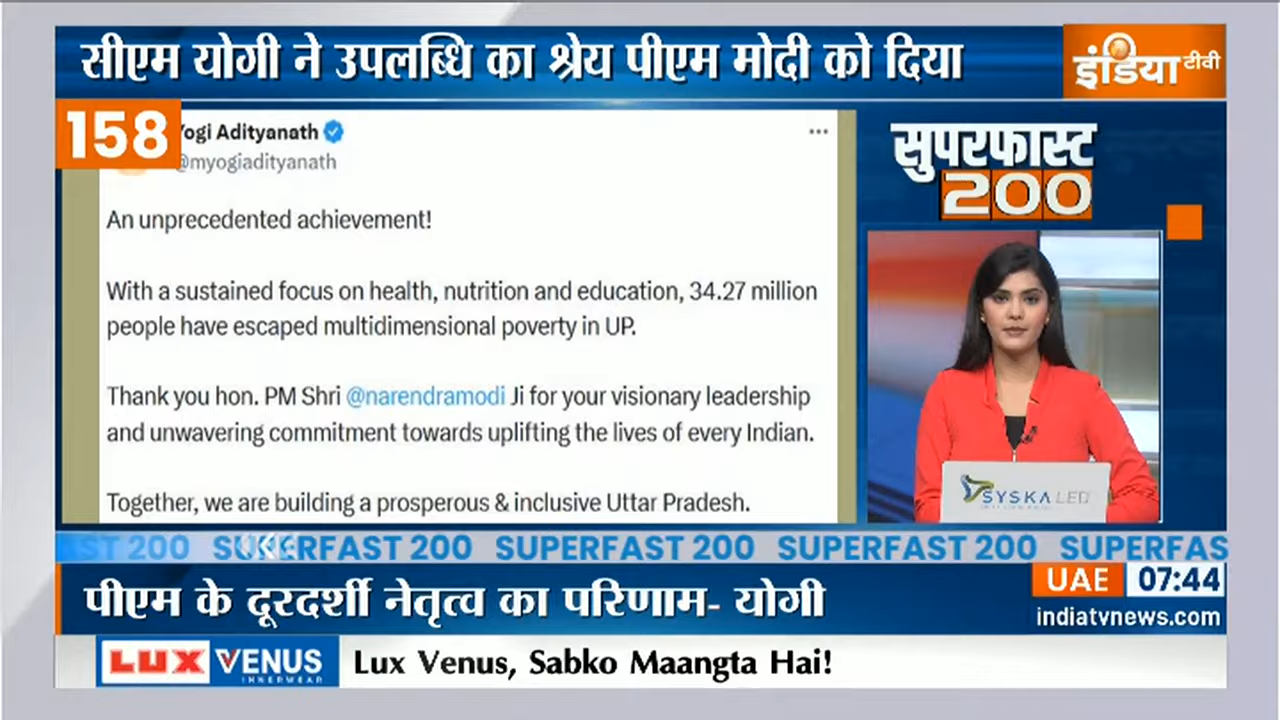 सीएम योगी ने उपलब्धि का श्रेय पीएम मोदी को दिया
इंडिया टीवी
158
Yogi Adityanath
@myogiadityanath
An unprecedented achievement!
With a sustained focus on health, nutrition and education, 34.27 million
people have escaped multidimensional poverty in UP.
Thank you hon. PM Shri @narendramodi Ji for your visionary leadership
and unwavering commitment towards uplifting the lives of every Indian.
Together, we are building a prosperous & inclusive Uttar Pradesh.
सुपरफास्ट
200
SYSKA LED
ST 200 SUPERFAST 200 SUPERFAST 200 SUPERFAST 200 SUPERFAS
पीएम के दूरदर्शी नेतृत्व का परिणाम- योगी
UAE 07:44
indiatvnews.com
LUX VENUS
INNERWEAR
Lux Venus, Sabko Maangta Hai!